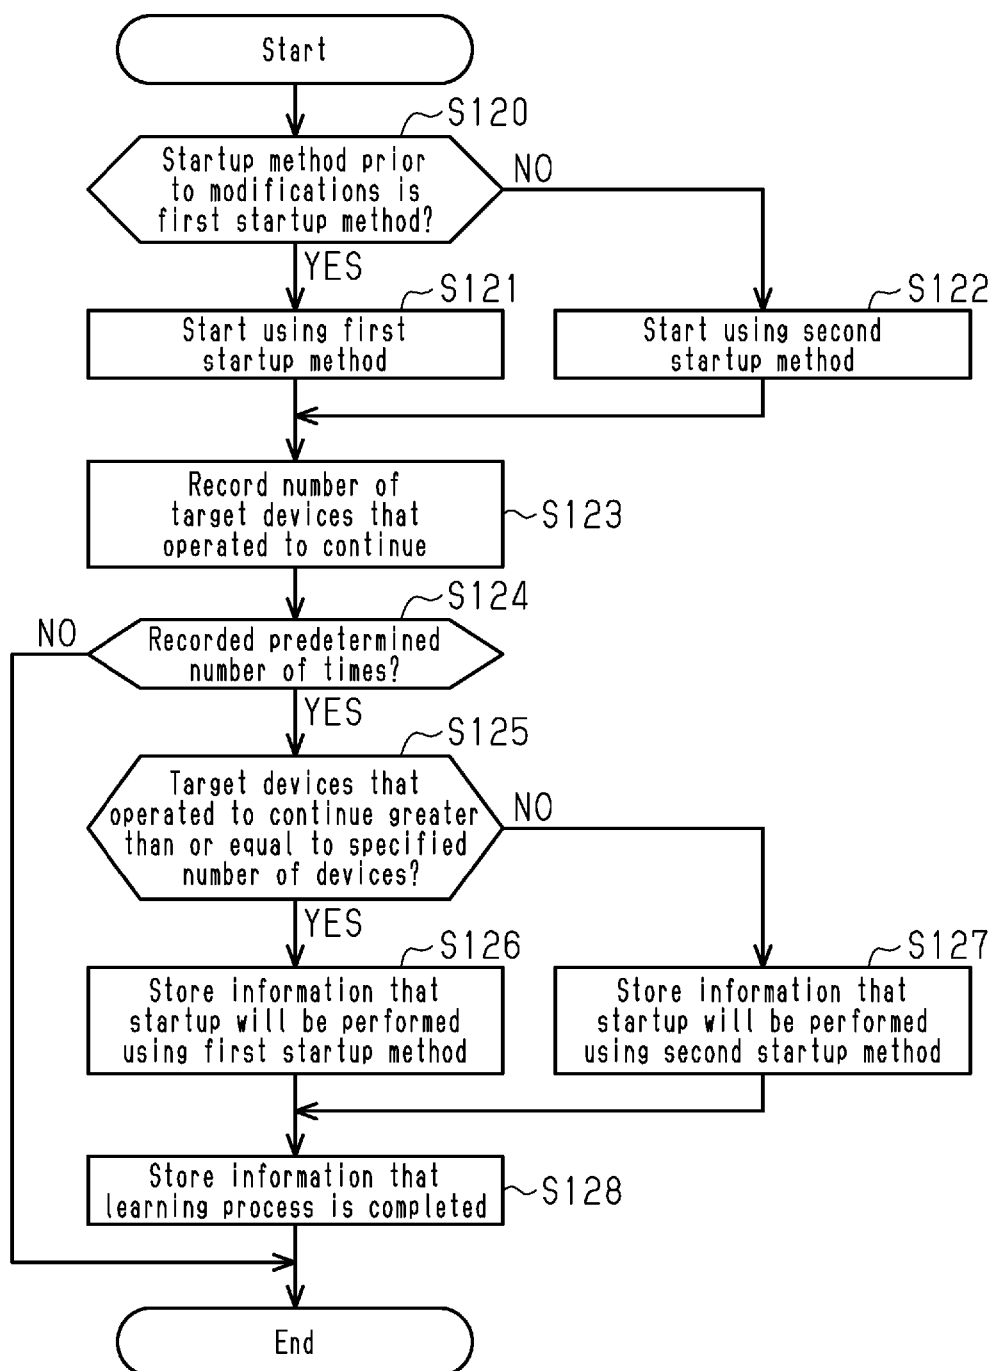 Start
S120
Startup method prior
to modifications is
first startup method?
NO
YES
S121
Start using first
startup method
S122
Start using second
startup method
Record number of
target devices that
operated to continue
S123
S124
NO
Recorded predetermined
number of times?
YES
S125
Target devices that
operated to continue greater
than or equal to specified
number of devices?
NO
YES
S126
Store information that
startup will be performed
using first startup method
S127
Store information that
startup will be performed
using second startup method
Store information that
learning process is completed
S128
End